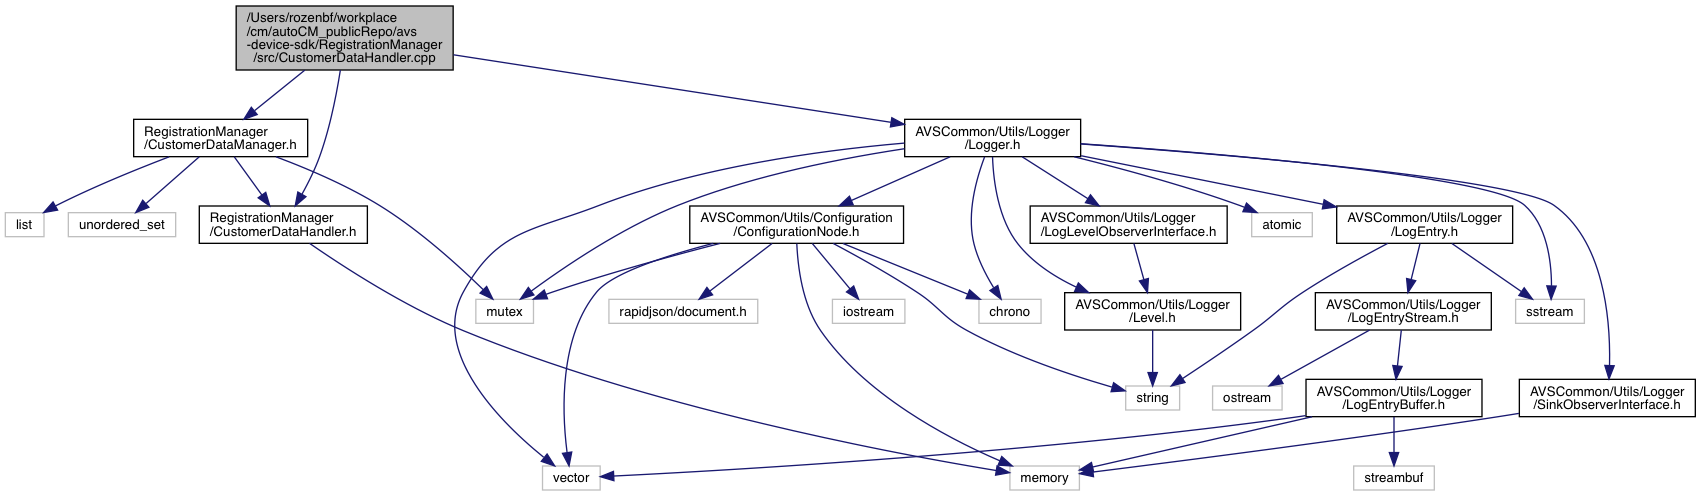 /Users/rozenbf/workplace
/cm/autoCM_publicRepo/avs
-device-sdk/RegistrationManager
/src/CustomerDataHandler.cpp
RegistrationManager
/CustomerDataManager.h
AVSCommon/Utils/Logger
/Logger.h
list
unordered_set
RegistrationManager
/CustomerDataHandler.h
AVSCommon/Utils/Configuration
/ConfigurationNode.h
AVSCommon/Utils/Logger
/LogLevelObserverInterface.h
atomic
AVSCommon/Utils/Logger
/LogEntry.h
mutex
rapidjson/document.h
iostream
chrono
AVSCommon/Utils/Logger
/Level.h
AVSCommon/Utils/Logger
/LogEntryStream.h
sstream
string
ostream
AVSCommon/Utils/Logger
/LogEntryBuffer.h
AVSCommon/Utils/Logger
/SinkObserverInterface.h
vector
memory
streambuf